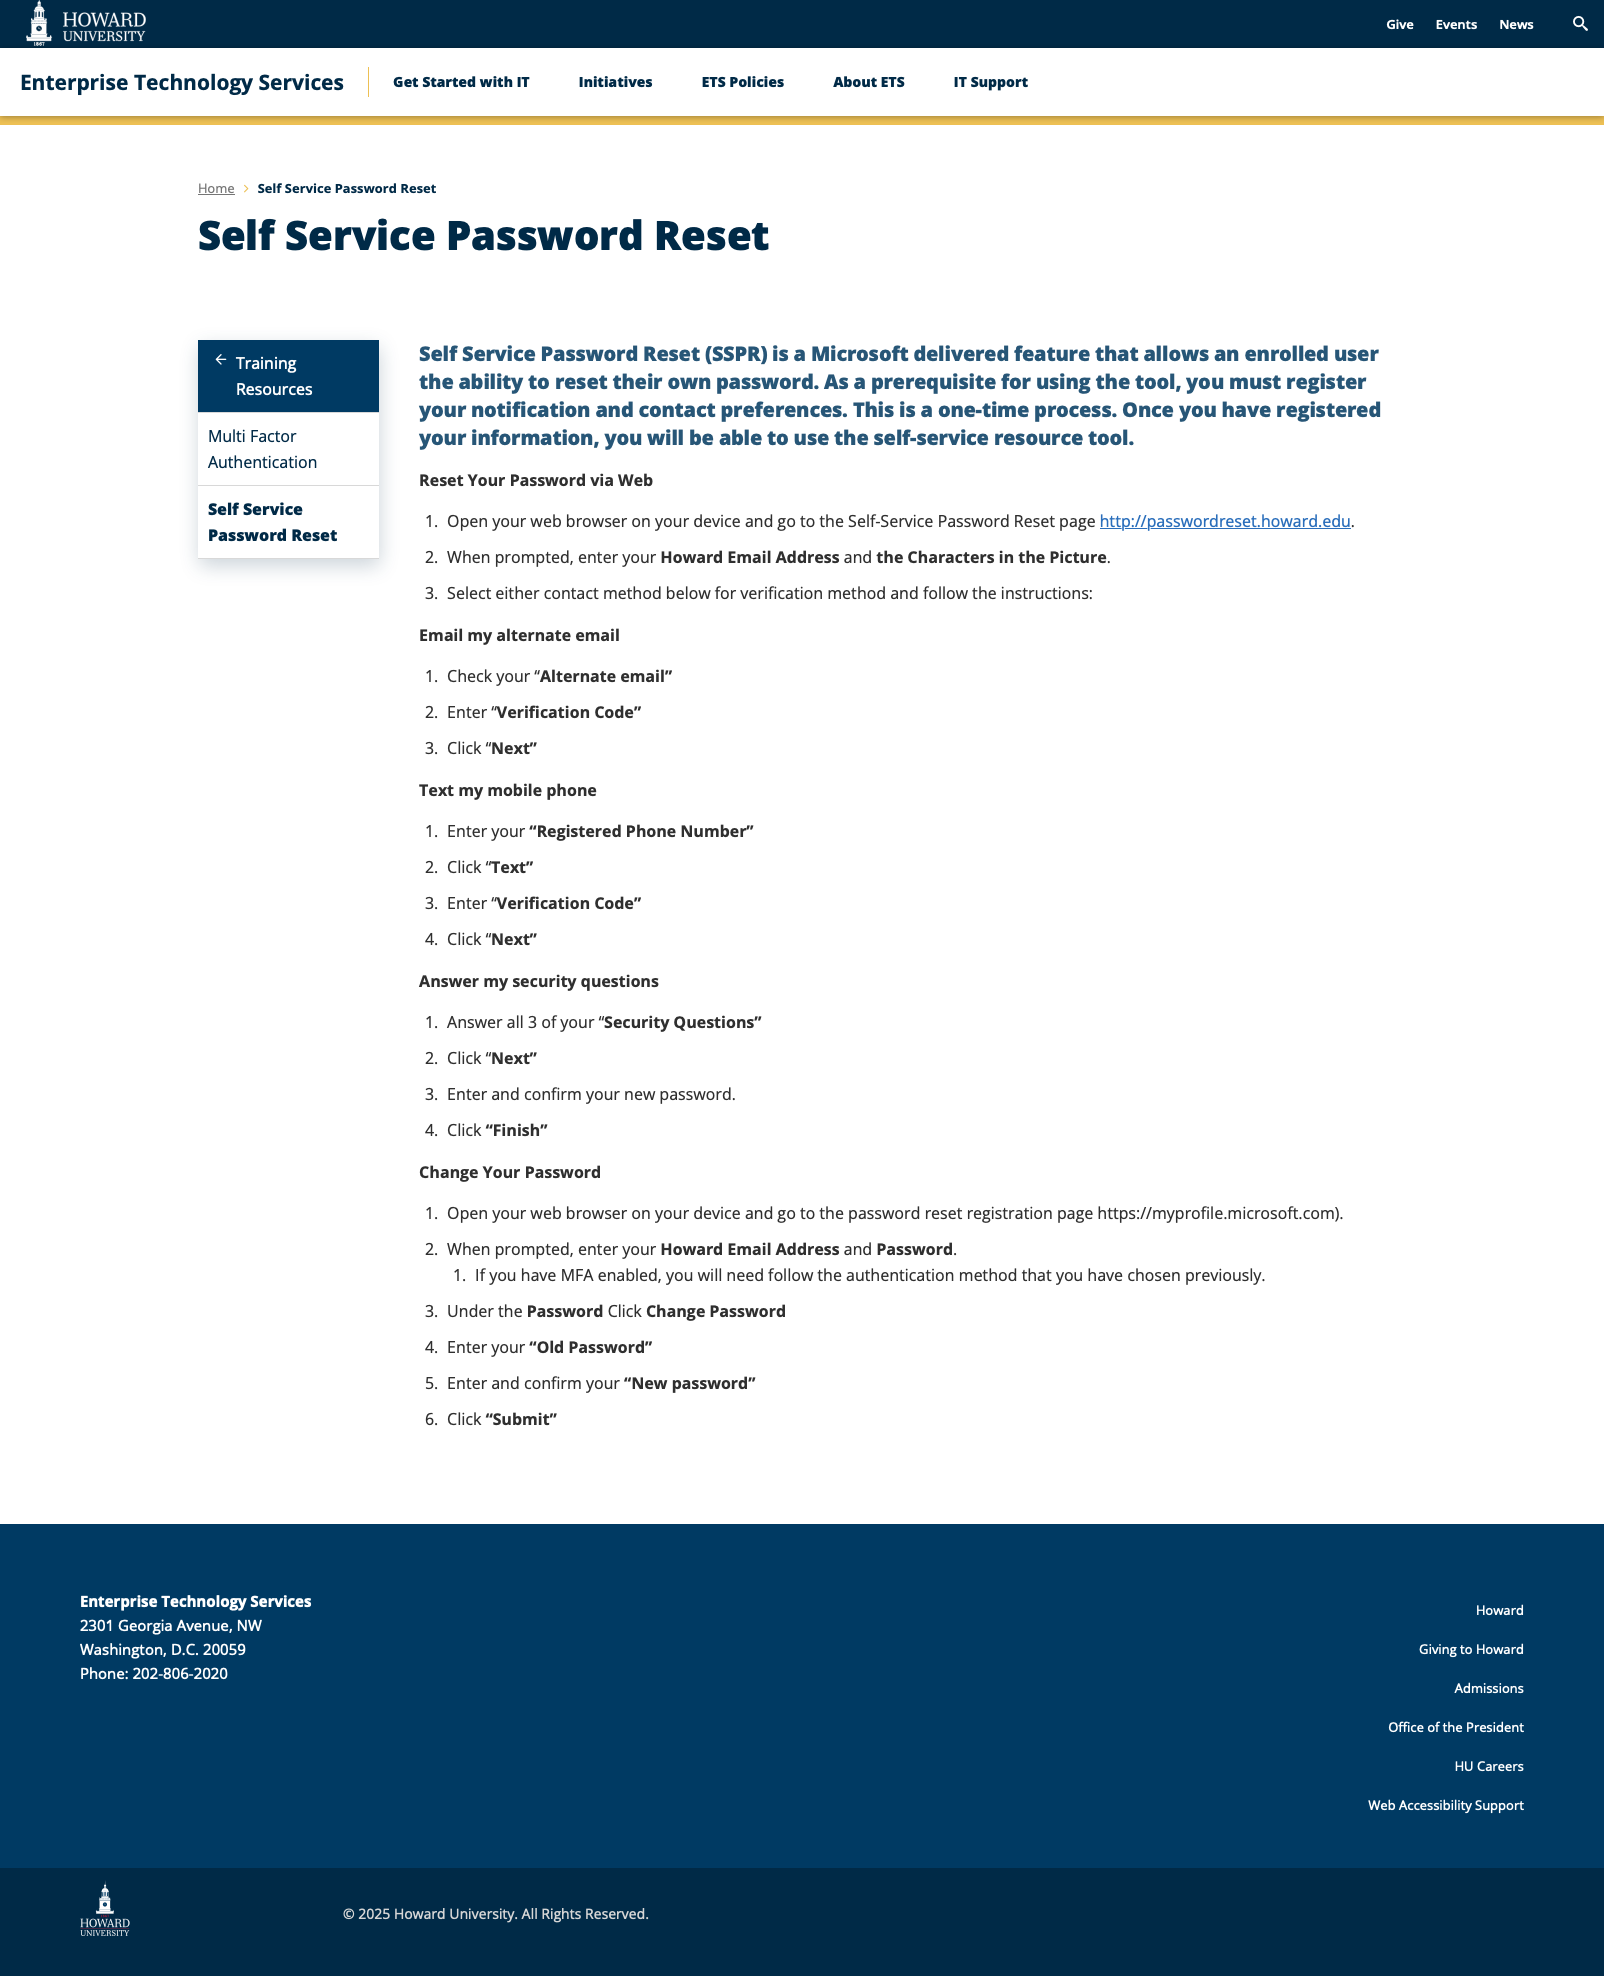 HOWARD
UNIVERSITY
1867
Give
Events
News
Enterprise Technology Services
Get Started with IT
Initiatives
ETS Policies
About ETS
IT Support
Home
Self Service Password Reset
Self Service Password Reset
Training
Resources
Multi Factor
Authentication
Self Service
Password Reset
Self Service Password Reset (SSPR) is a Microsoft delivered feature that allows an enrolled user
the ability to reset their own password. As a prerequisite for using the tool, you must register
your notification and contact preferences. This is a one-time process. Once you have registered
your information, you will be able to use the self-service resource tool.
Reset Your Password via Web
1. Open your web browser on your device and go to the Self-Service Password Reset page http://passwordreset.howard.edu.
2. When prompted, enter your Howard Email Address and the Characters in the Picture.
3. Select either contact method below for verification method and follow the instructions:
Email my alternate email
1. Check your “Alternate email”
2. Enter “Verification Code”
3. Click “Next”
Text my mobile phone
1. Enter your “Registered Phone Number”
2. Click “Text”
3. Enter “Verification Code”
4. Click “Next”
Answer my security questions
1. Answer all 3 of your “Security Questions”
2. Click “Next”
3. Enter and confirm your new password.
4. Click “Finish”
Change Your Password
1. Open your web browser on your device and go to the password reset registration page https://myprofile.microsoft.com).
2. When prompted, enter your Howard Email Address and Password.
1. If you have MFA enabled, you will need follow the authentication method that you have chosen previously.
3. Under the Password Click Change Password
4. Enter your “Old Password”
5. Enter and confirm your “New password”
6. Click “Submit”
Enterprise Technology Services
2301 Georgia Avenue, NW
Washington, D.C. 20059
Phone: 202-806-2020
Howard
Giving to Howard
Admissions
Office of the President
HU Careers
Web Accessibility Support
HOWARD
UNIVERSITY
© 2025 Howard University. All Rights Reserved.